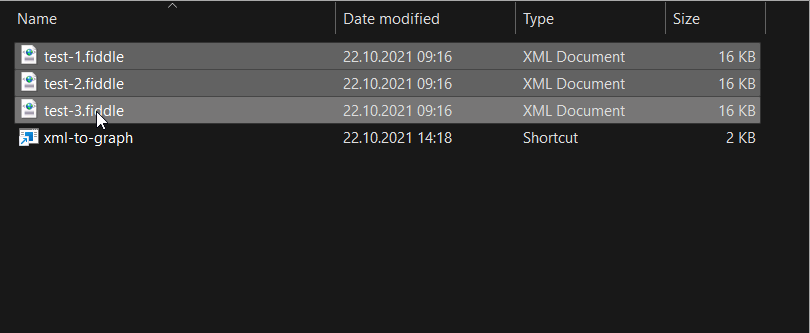 Name Date modified Type Size
test-1.fiddle 22.10.2021 09:16 XML Document 16 KB
test-2.fiddle 22.10.2021 09:16 XML Document 16 KB
test-3.fiddle 22.10.2021 09:16 XML Document 16 KB
xml-to-graph 22.10.2021 14:18 Shortcut 2 KB